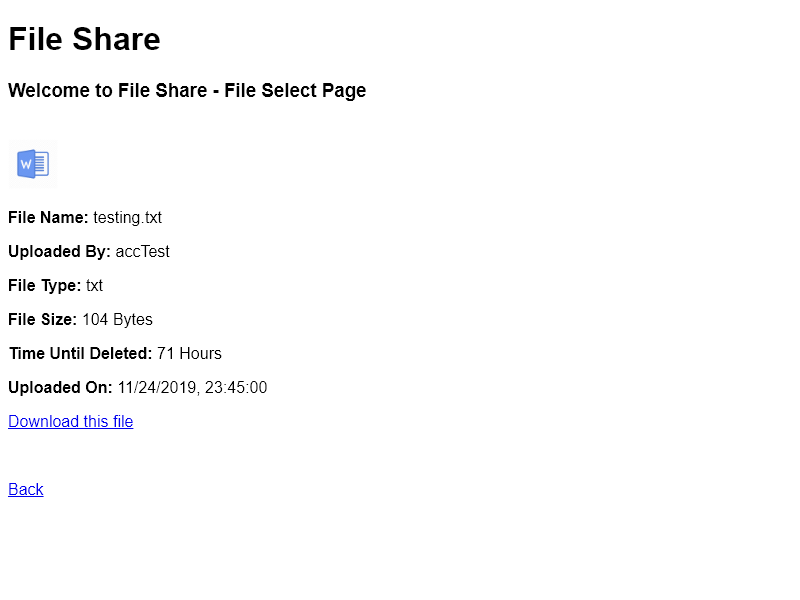 File Share
Welcome to File Share - File Select Page
W
File Name: testing.txt
Uploaded By: accTest
File Type: txt
File Size: 104 Bytes
Time Until Deleted: 71 Hours
Uploaded On: 11/24/2019, 23:45:00
Download this file
Back